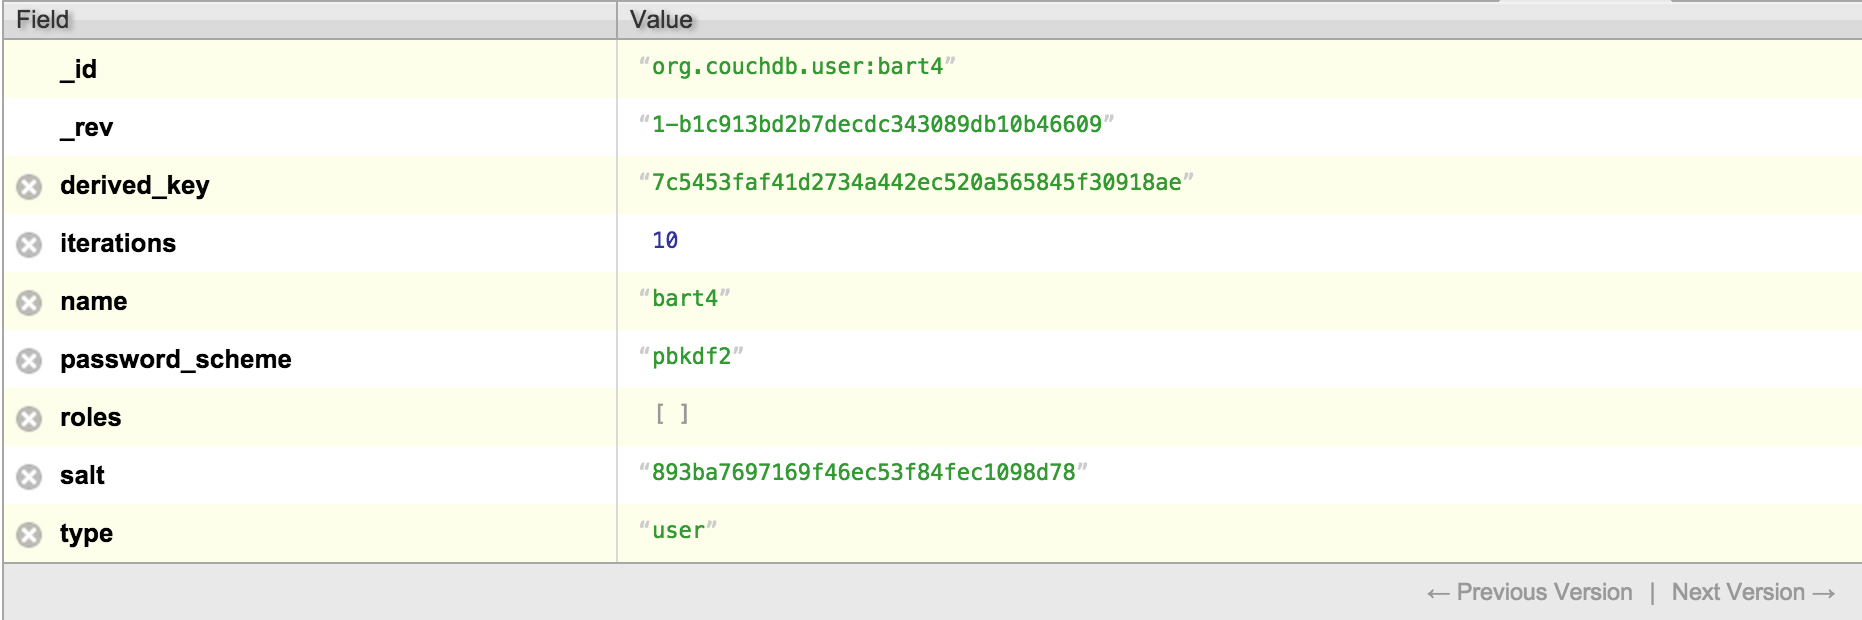 Field Value
_id “org.couchdb.user:bart4”
_rev “1-b1c913bd2b7decdc343089db10b46609”
derived_key “7c5453faf41d2734a442ec520a565845f30918ae”
iterations 10
name “bart4”
password_scheme “pbkdf2”
roles [ ]
salt “893ba7697169f46ec53f84fec1098d78”
type “user”
← Previous Version | Next Version →